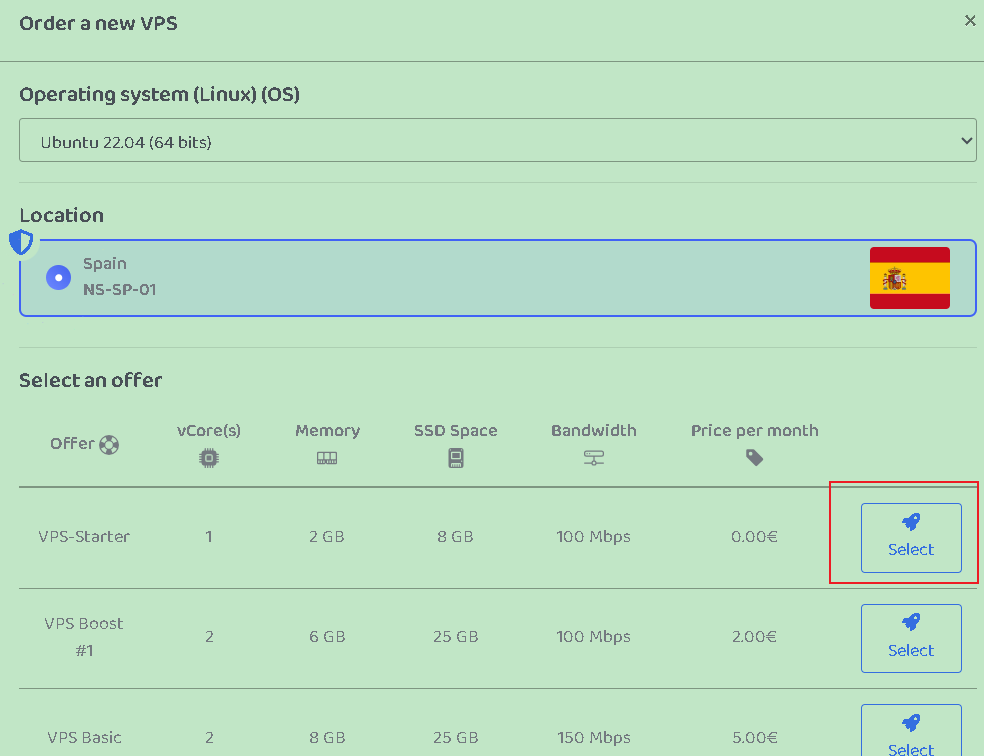 Order a new VPS
×
Operating system (Linux) (OS)
Ubuntu 22.04 (64 bits)
Location
Spain
NS-SP-01
Select an offer
Offer vCore(s) Memory SSD Space Bandwidth Price per month
VPS-Starter 1 2 GB 8 GB 100 Mbps 0.00€ Select
VPS Boost #1 2 6 GB 25 GB 100 Mbps 2.00€ Select
VPS Basic 2 8 GB 25 GB 150 Mbps 5.00€ Select